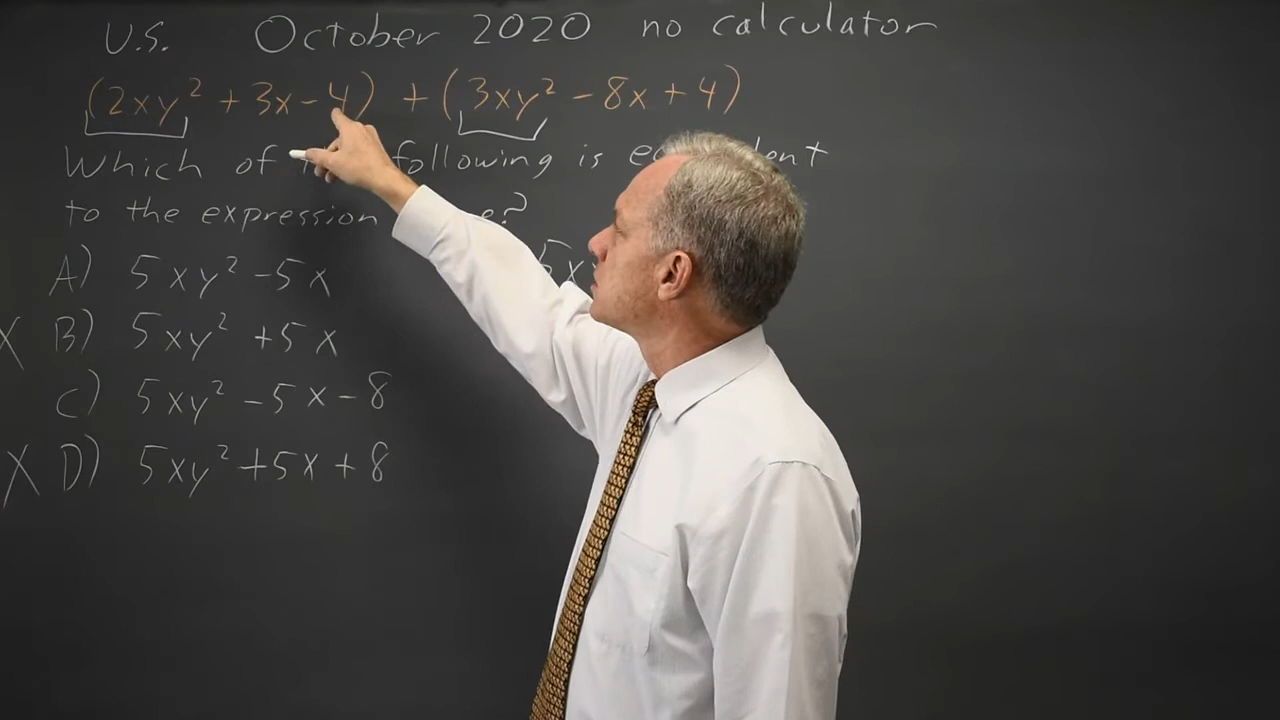 U.S. October 2020 no calculator
(2xy² + 3x - 4) + (3xy² - 8x + 4)
Which of following is
to the expression
5x
A) 5xy² - 5x
X B) 5xy² + 5x
C) 5xy² - 5x - 8
X D) 5xy² + 5x + 8